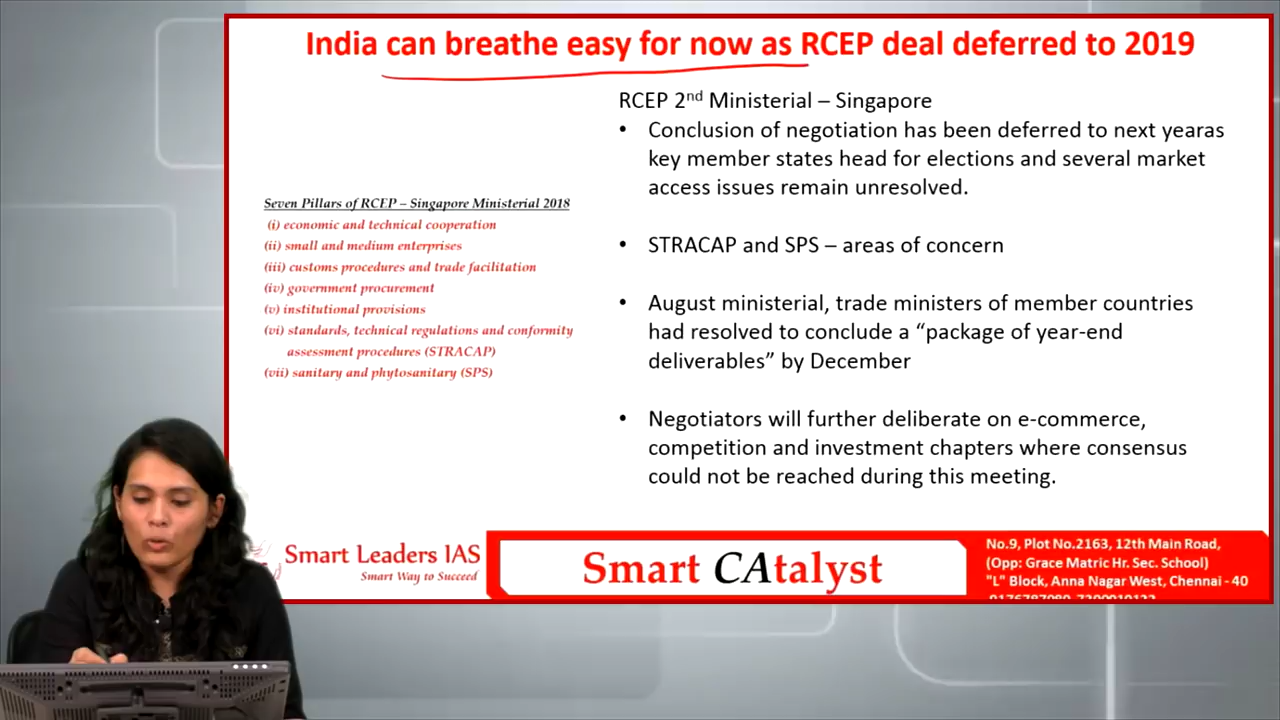 India can breathe easy for now as RCEP deal deferred to 2019
RCEP 2nd Ministerial – Singapore
• Conclusion of negotiation has been deferred to next yearas
key member states head for elections and several market
access issues remain unresolved.
• STRACAP and SPS – areas of concern
• August ministerial, trade ministers of member countries
had resolved to conclude a “package of year-end
deliverables” by December
• Negotiators will further deliberate on e-commerce,
competition and investment chapters where consensus
could not be reached during this meeting.
Seven Pillars of RCEP – Singapore Ministerial 2018
(i) economic and technical cooperation
(ii) small and medium enterprises
(iii) customs procedures and trade facilitation
(iv) government procurement
(v) institutional provisions
(vi) standards, technical regulations and conformity
assessment procedures (STRACAP)
(vii) sanitary and phytosanitary (SPS)
Smart Leaders IAS
Smart Way to Succeed
Smart CAtalyst
No.9, Plot No.2163, 12th Main Road,
(Opp: Grace Matric Hr. Sec. School)
"L" Block, Anna Nagar West, Chennai - 40